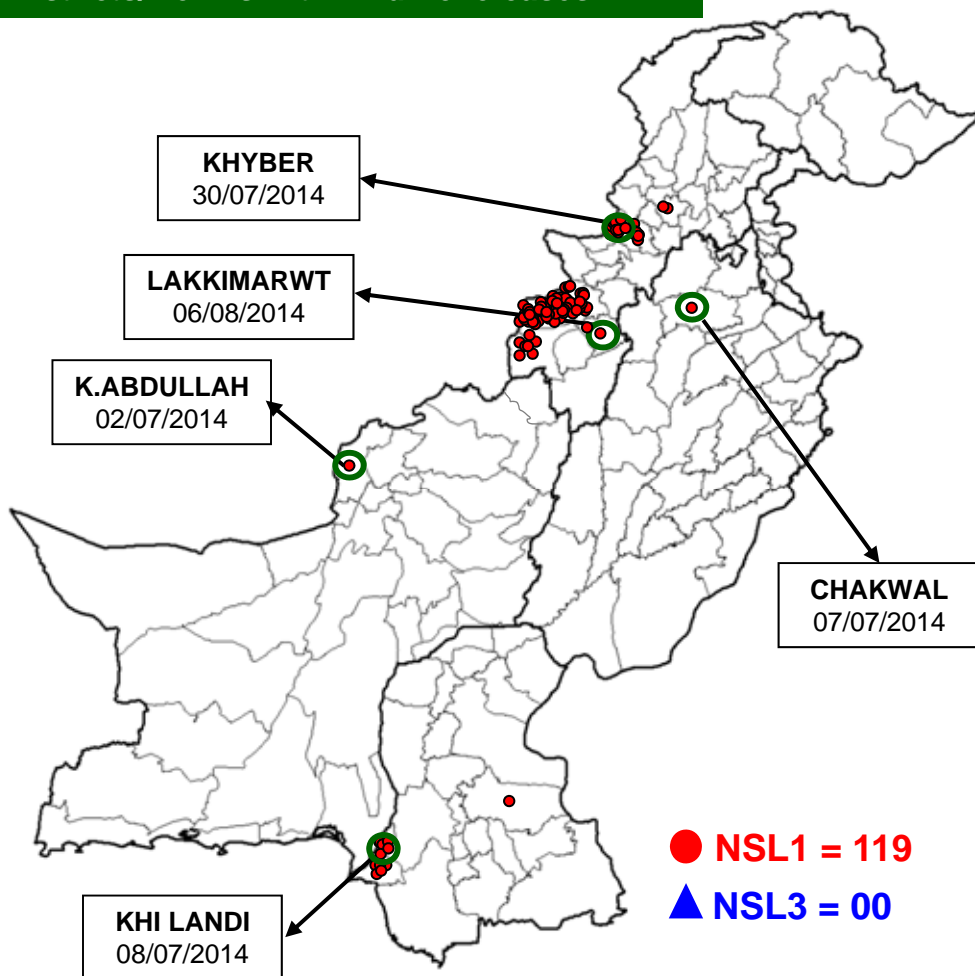 KHYBER
30/07/2014
LAKKIMARWT
06/08/2014
K.ABDULLAH
02/07/2014
CHAKWAL
07/07/2014
NSL1 = 119
NSL3 = 00
KHI LANDI
08/07/2014